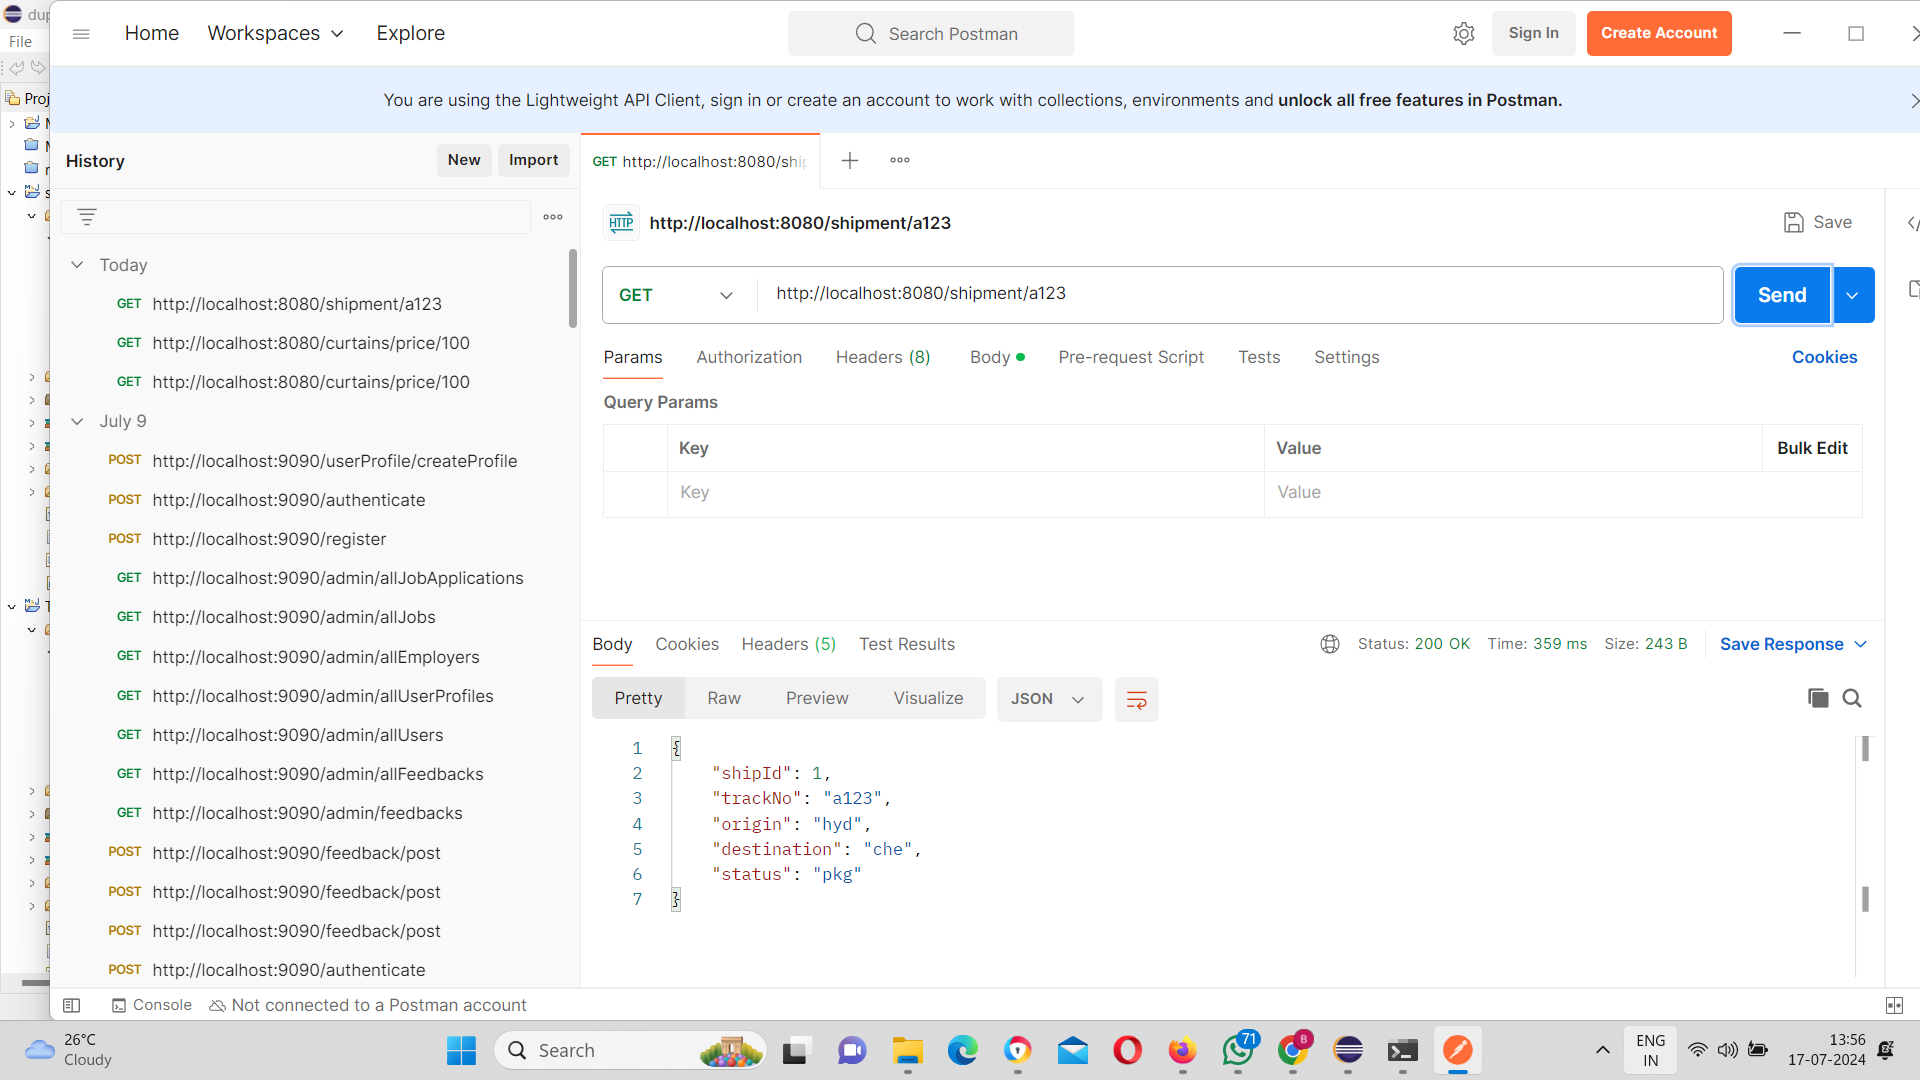 dup
File
Proj
Home
Workspaces
Explore
Search Postman
Sign In
Create Account
You are using the Lightweight API Client, sign in or create an account to work with collections, environments and unlock all free features in Postman.
History
New
Import
GET http://localhost:8080/ship
HTTP http://localhost:8080/shipment/a123
Save
Today
GET http://localhost:8080/shipment/a123
GET http://localhost:8080/curtains/price/100
GET http://localhost:8080/curtains/price/100
July 9
POST http://localhost:9090/userProfile/createProfile
POST http://localhost:9090/authenticate
POST http://localhost:9090/register
GET http://localhost:9090/admin/allJobApplications
GET http://localhost:9090/admin/allJobs
GET http://localhost:9090/admin/allEmployers
GET http://localhost:9090/admin/allUserProfiles
GET http://localhost:9090/admin/allUsers
GET http://localhost:9090/admin/allFeedbacks
GET http://localhost:9090/admin/feedbacks
POST http://localhost:9090/feedback/post
POST http://localhost:9090/feedback/post
POST http://localhost:9090/feedback/post
POST http://localhost:9090/authenticate
GET http://localhost:8080/shipment/a123
Send
Params Authorization Headers (8) Body Pre-request Script Tests Settings Cookies
Query Params
Key Value Bulk Edit
Key Value
Body Cookies Headers (5) Test Results
Status: 200 OK Time: 359 ms Size: 243 B Save Response
Pretty Raw Preview Visualize JSON
1 {
2 "shipId": 1,
3 "trackNo": "a123",
4 "origin": "hyd",
5 "destination": "che",
6 "status": "pkg"
7 }
Console
Not connected to a Postman account
26°C
Cloudy
Search
71
B
ENG
IN
13:56
17-07-2024